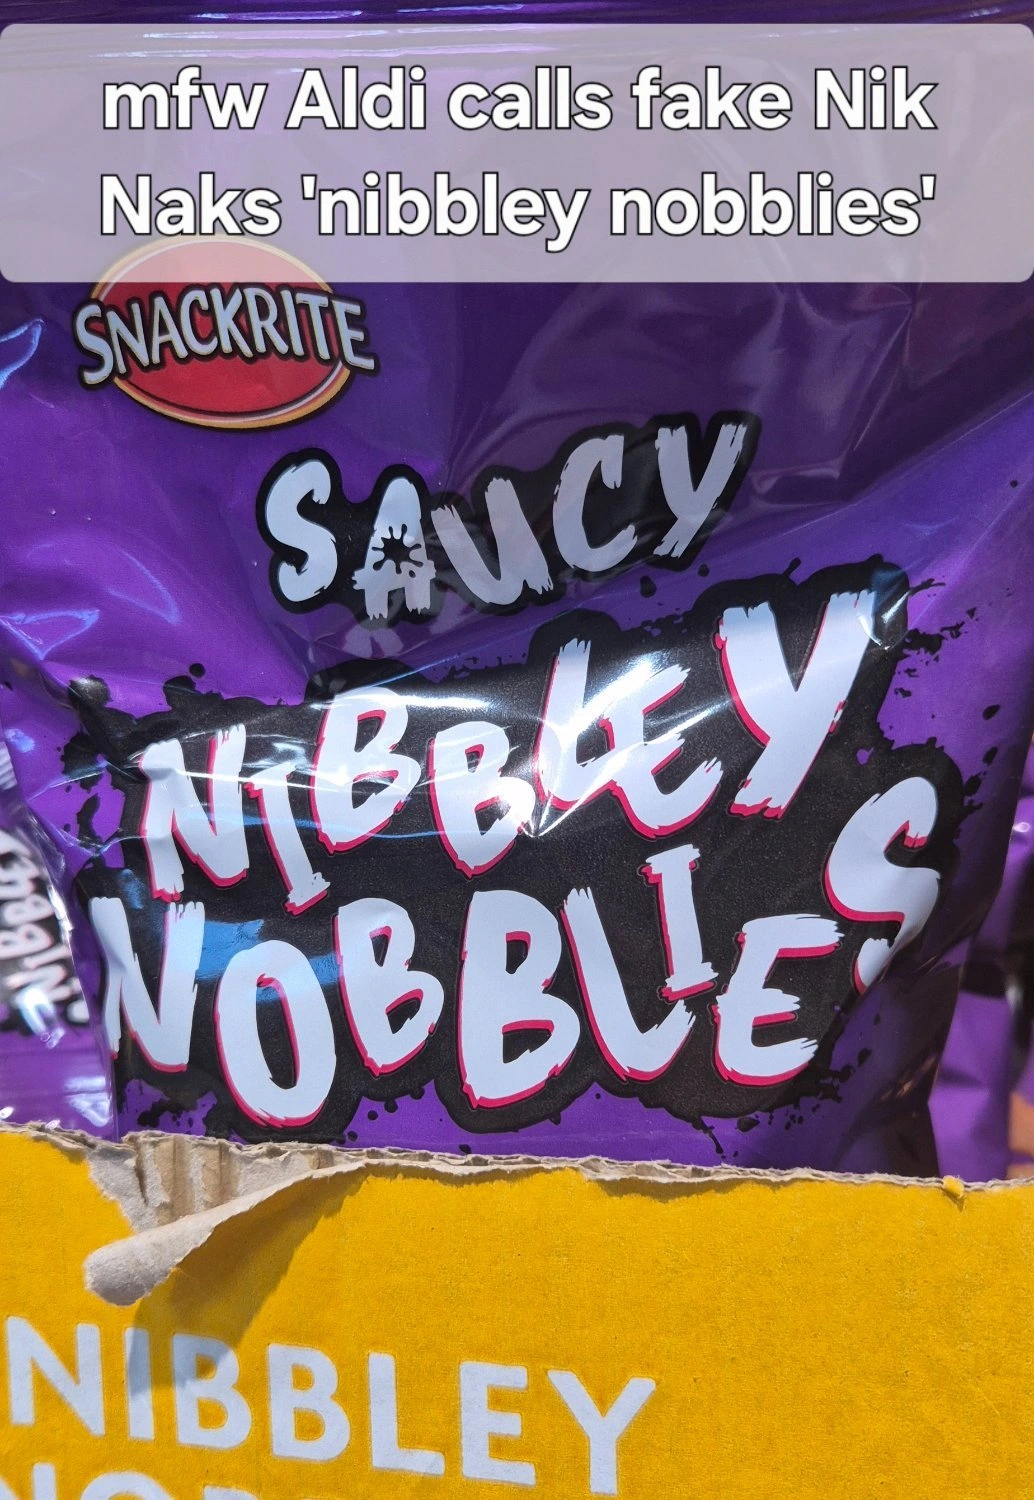 mfw Aldi calls fake Nik
Naks 'nibbley nobblies'
SNACKRITE
SAUCY
NIBBLEY
NOBBLIES
NIBBLEY